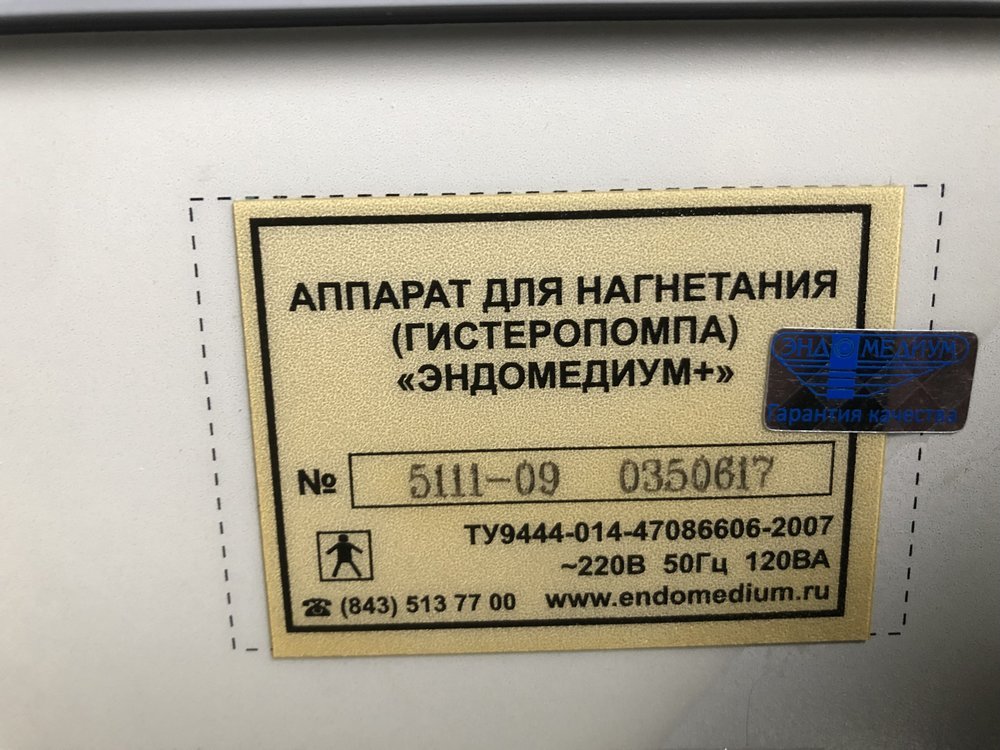 АППАРАТ ДЛЯ НАГНЕТАНИЯ
(ГИСТЕРОПОМПА)
«ЭНДОМЕДИУМ+»
ЭНДОМЕДИУМ
Гарантия качества
№ 5111-09 0350617
ТУ9444-014-47086606-2007
~220В 50Гц 120ВА
☎ (843) 513 77 00 www.endomedium.ru